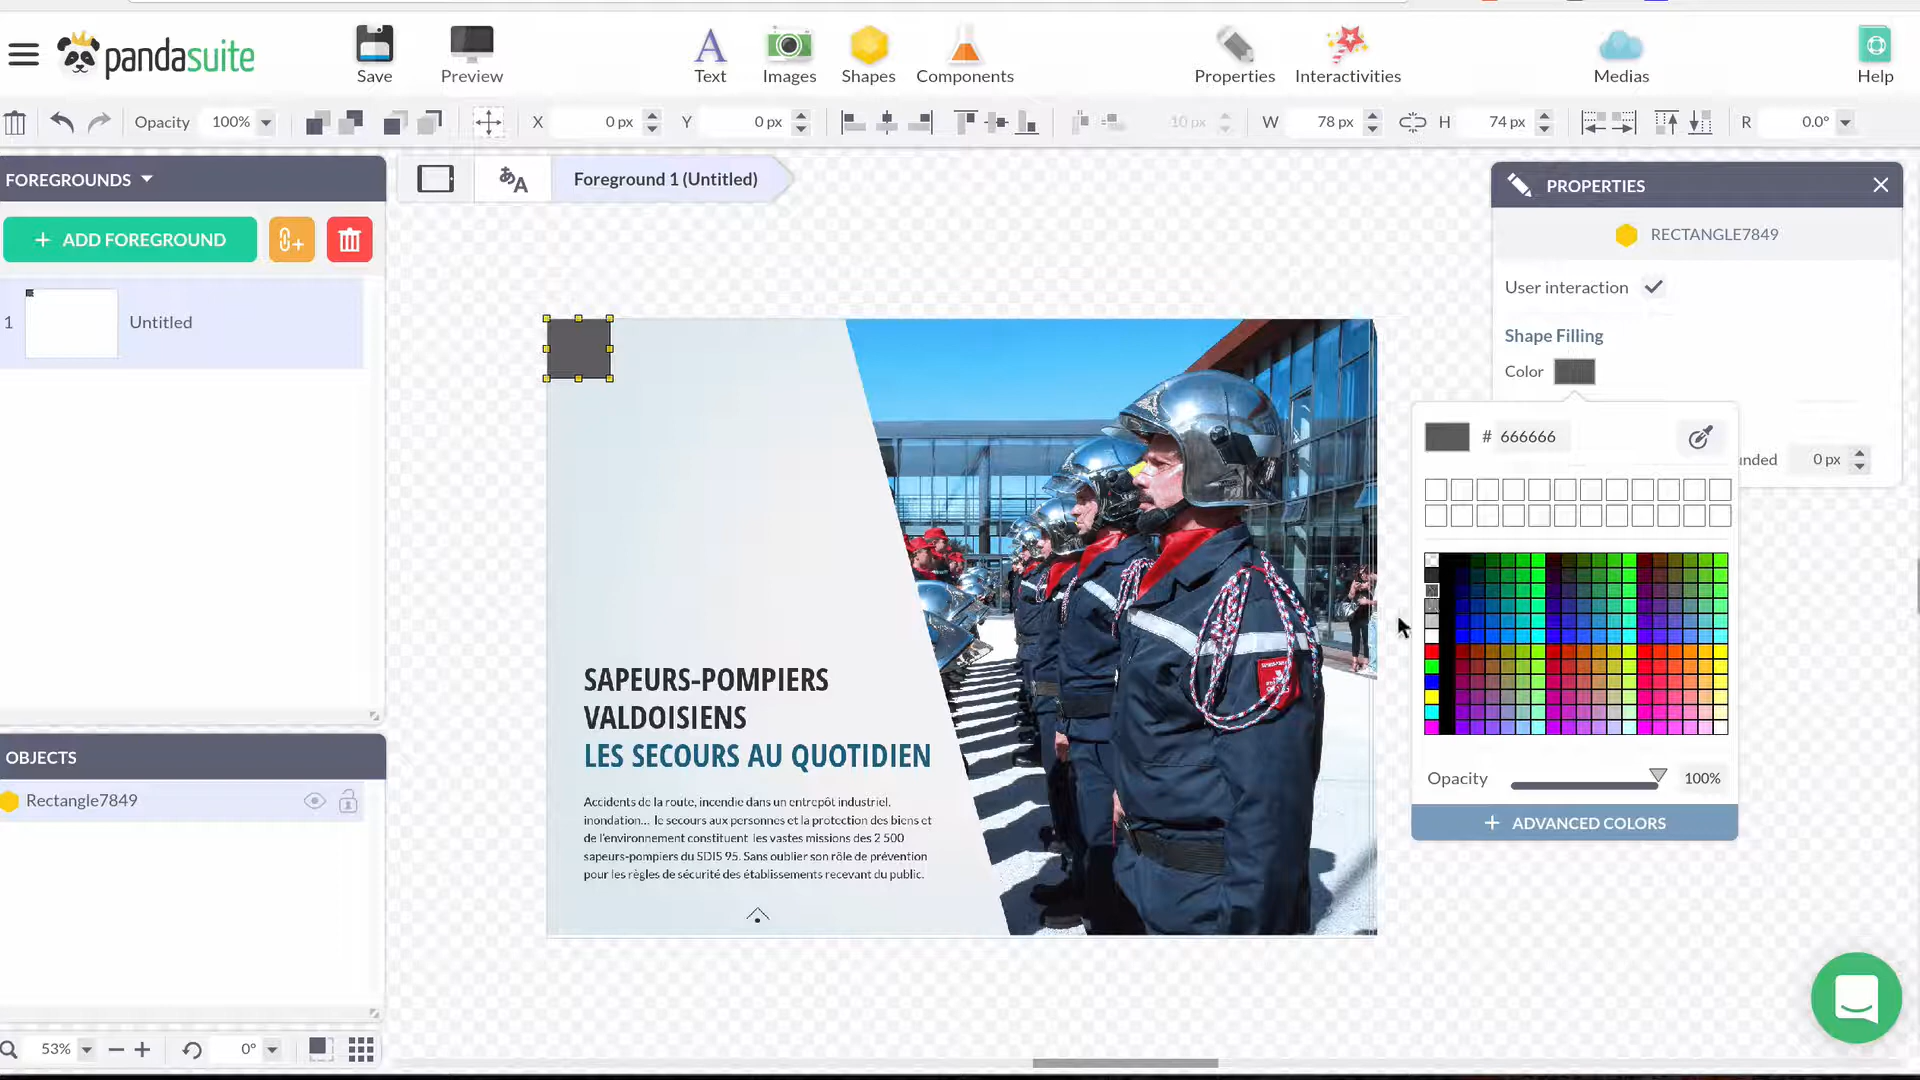 pandasuite
Save
Preview
Text
Images
Shapes
Components
Properties
Interactivities
Medias
Help
Opacity 100%
X 0 px
Y 0 px
10 px
W 78 px
H 74 px
R 0.0°
FOREGROUNDS
+ ADD FOREGROUND
1 Untitled
あA
Foreground 1 (Untitled)
OBJECTS
Rectangle7849
53%
0°
SAPEURS-POMPIERS
VALDOISIENS
LES SECOURS AU QUOTIDIEN
Accidents de la route, incendie dans un entrepôt industriel,
inondation... le secours aux personnes et la protection des biens et
de l'environnement constituent les vastes missions des 2 500
sapeurs-pompiers du SDIS 95. Sans oublier son rôle de prévention
pour les règles de sécurité des établissements recevant du public.
PROPERTIES
RECTANGLE7849
User interaction
Shape Filling
Color
# 666666
unded 0 px
Opacity 100%
+ ADVANCED COLORS